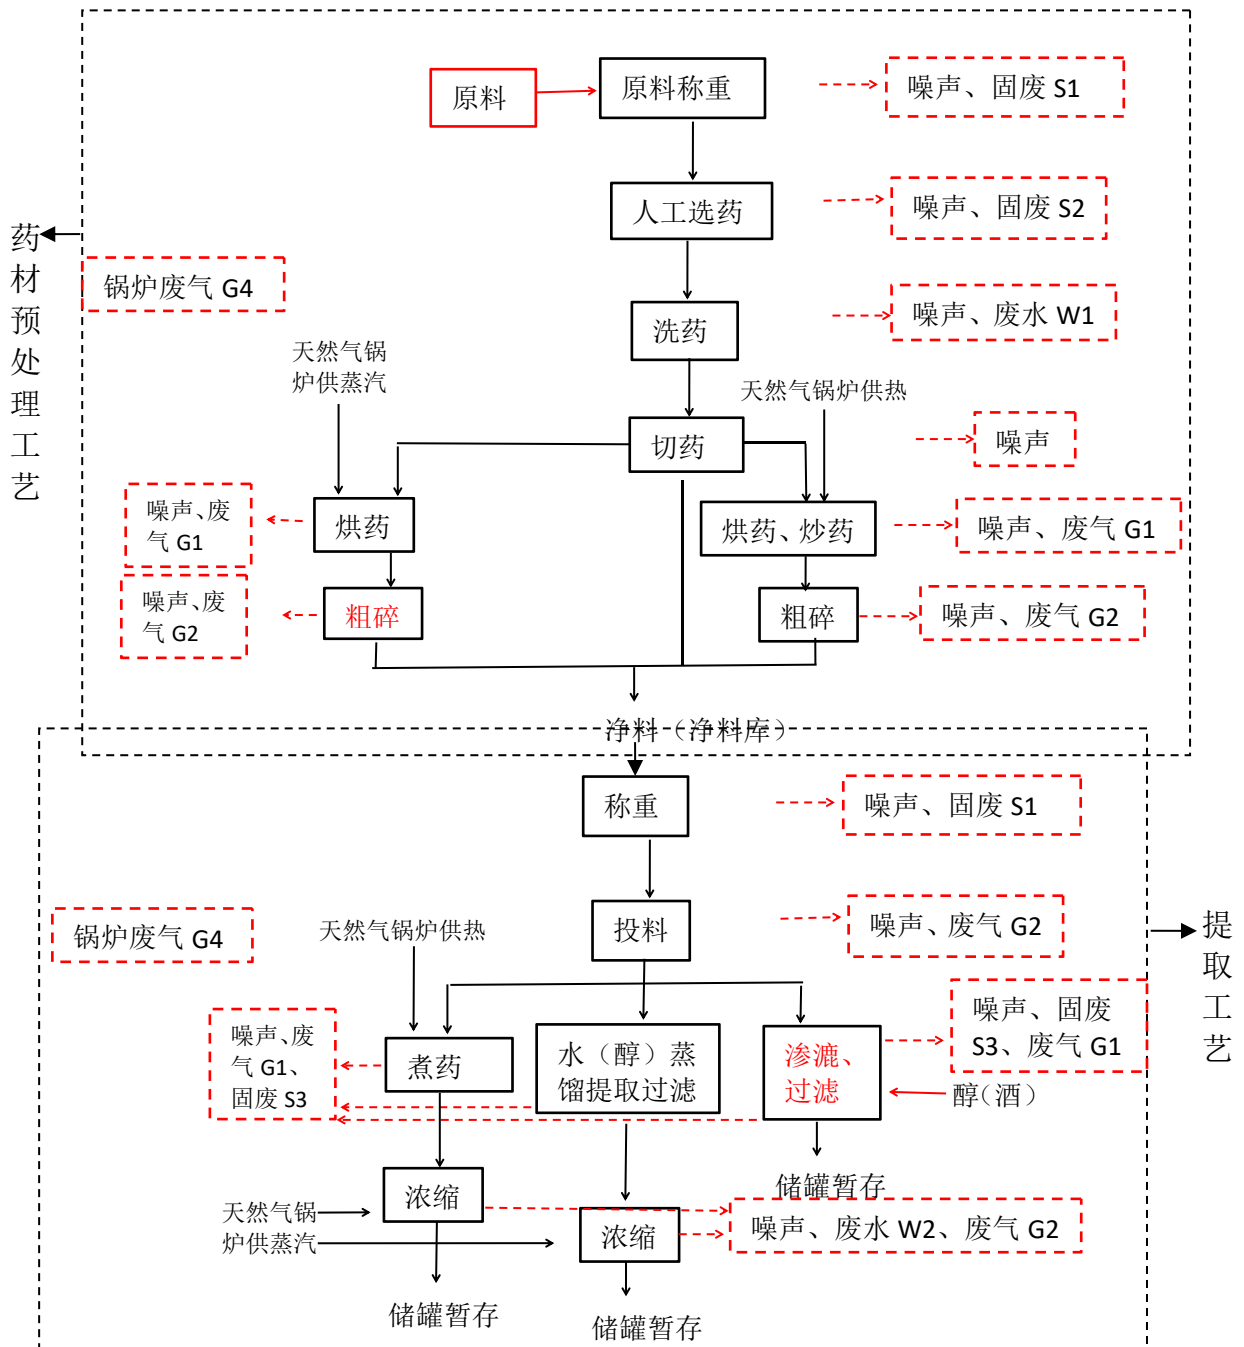 原料
原料称重
噪声、固废 S1
人工选药
噪声、固废 S2
药材预处理工艺
锅炉废气 G4
洗药
噪声、废水 W1
天然气锅
炉供蒸汽
天然气锅炉供热
切药
噪声
噪声、废
气 G1
烘药
烘药、炒药
噪声、废气 G1
噪声、废
气 G2
粗碎
粗碎
噪声、废气 G2
净料（净料库）
称重
噪声、固废 S1
锅炉废气 G4
天然气锅炉供热
投料
噪声、废气 G2
提取工艺
噪声、废
气 G1、
固废 S3
煮药
水（醇）蒸
馏提取过滤
渗漉、
过滤
噪声、固废
S3、废气 G1
醇（酒）
储罐暂存
浓缩
天然气锅
炉供蒸汽
浓缩
噪声、废水 W2、废气 G2
储罐暂存
储罐暂存